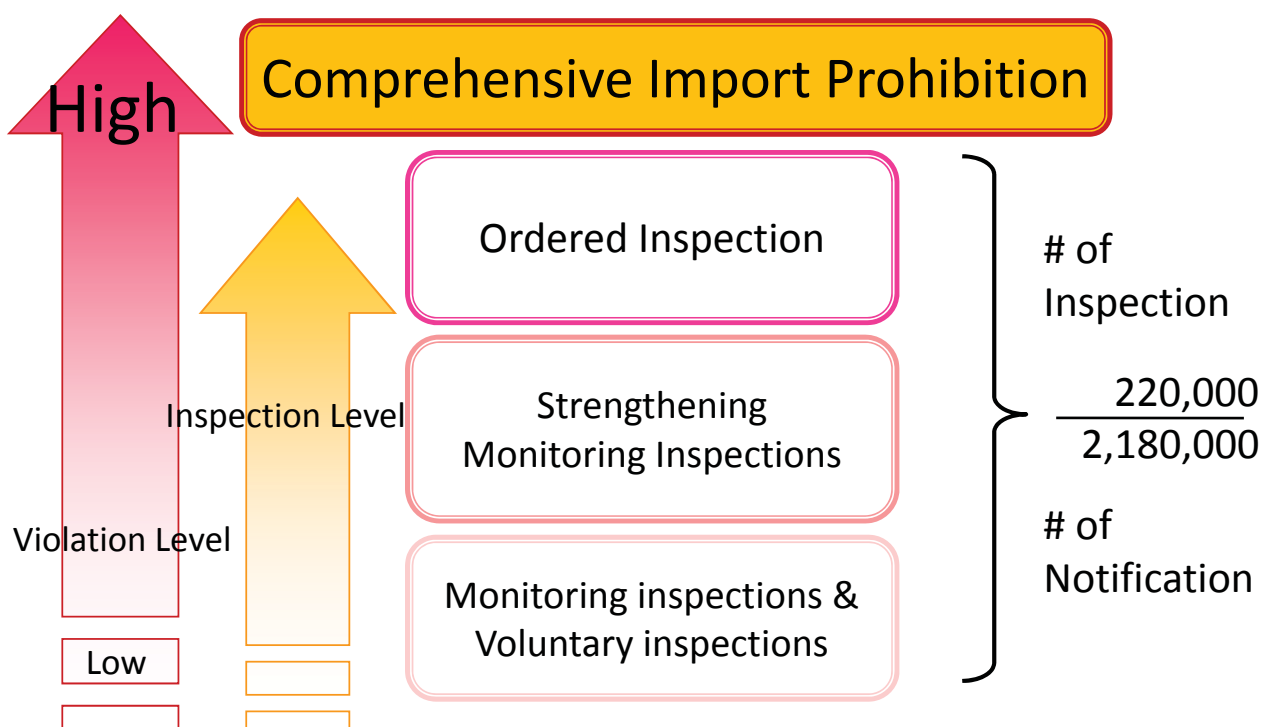 High
Comprehensive Import Prohibition
Ordered Inspection
# of
Inspection
Inspection Level
Strengthening
Monitoring Inspections
220,000
2,180,000
Violation Level
# of
Notification
Monitoring inspections &
Voluntary inspections
Low